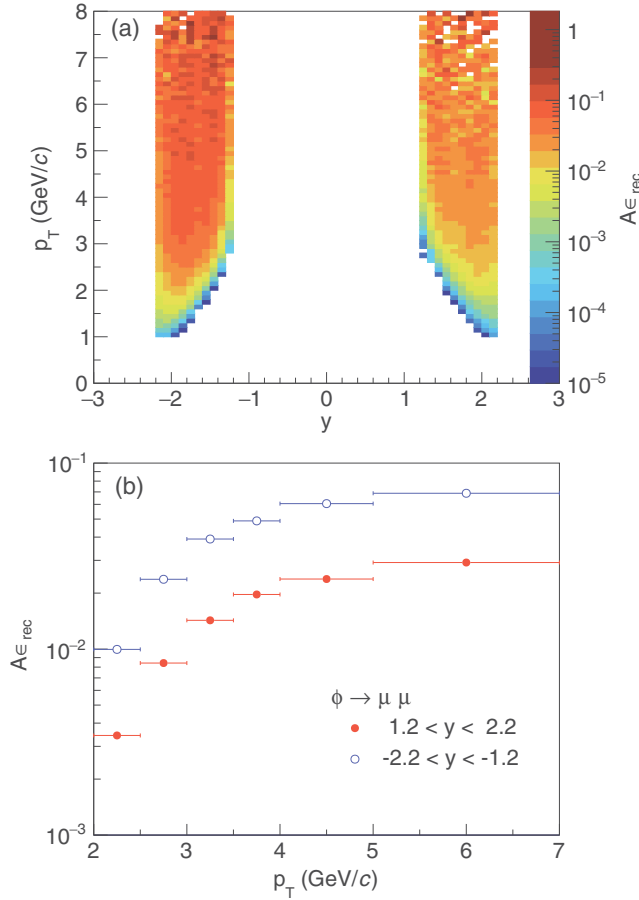 (a)
8
7
6
5
4
3
2
1
0
p_T (GeV/c)
−3 −2 −1 0 1 2 3
y
1
10⁻¹
10⁻²
10⁻³
10⁻⁴
10⁻⁵
Aϵ_rec
(b)
10⁻¹
10⁻²
10⁻³
Aϵ_rec
ϕ → μ μ
1.2 < y < 2.2
-2.2 < y < -1.2
2 3 4 5 6 7
p_T (GeV/c)